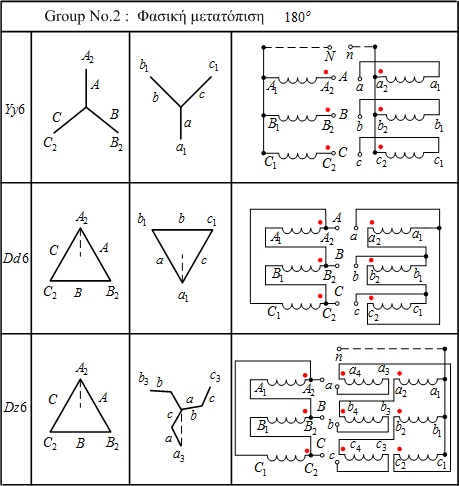 Group No.2 : Φασική μετατόπιση 180°
Yy6
A₂
A
C B
C₂ B₂
b₁ c₁
b c
a
a₁
N n
A₁ A₂ A a a₂ a₁
B₁ B₂ B b b₂ b₁
C₁ C₂ C c c₂ c₁
Dd6
A₂
C A
C₂ B B₂
b₁ b c₁
a c
a₁
A₁ A₂ A a a₂ a₁
B₁ B₂ B b b₂ b₁
C₁ C₂ C c c₂ c₁
Dz6
A₂
C A
C₂ B B₂
b₃ b a c c₃
c b
a
a₃
n
A₁ A₂ a a₄ a₃ a₂ a₁
B₁ B₂ B b b₄ b₃ b₂ b₁
C₁ C₂ C c c₄ c₃ c₂ c₁